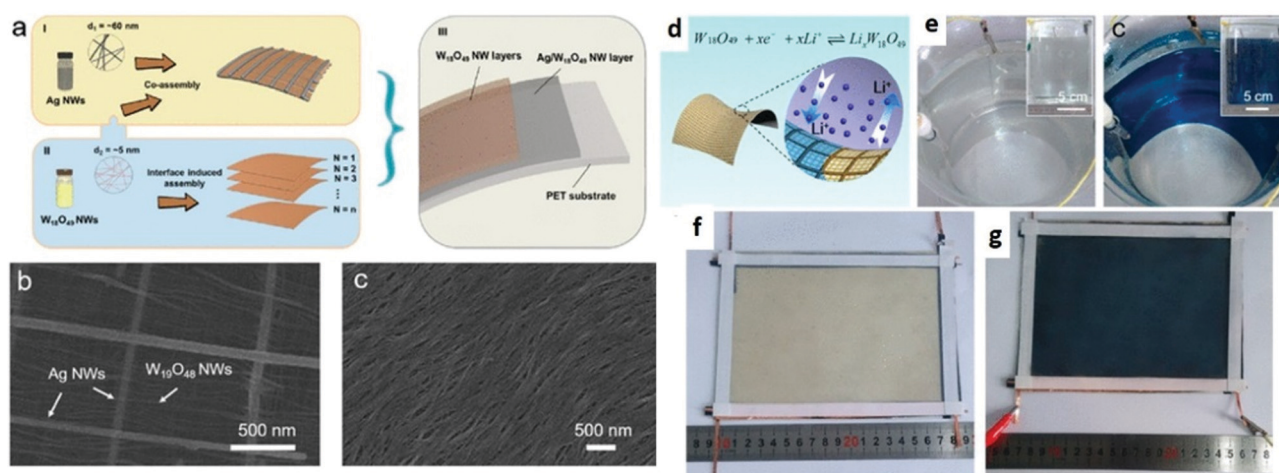 a
I
d₁ = ~60 nm
Ag NWs
Co-assembly
II
d₂ = ~5 nm
W₁₈O₄₉ NWs
Interface induced
assembly
N = 1
N = 2
N = 3
N = n
III
W₁₈O₄₉ NW layers
Ag/W₁₈O₄₉ NW layer
PET substrate
b
Ag NWs
W₁₉O₄₈ NWs
500 nm
c
500 nm
d
W₁₈O₄₉ + xe⁻ + xLi⁺ ⇌ LiₓW₁₈O₄₉
Li⁺
Li⁺
e
5 cm
C
5 cm
f
g